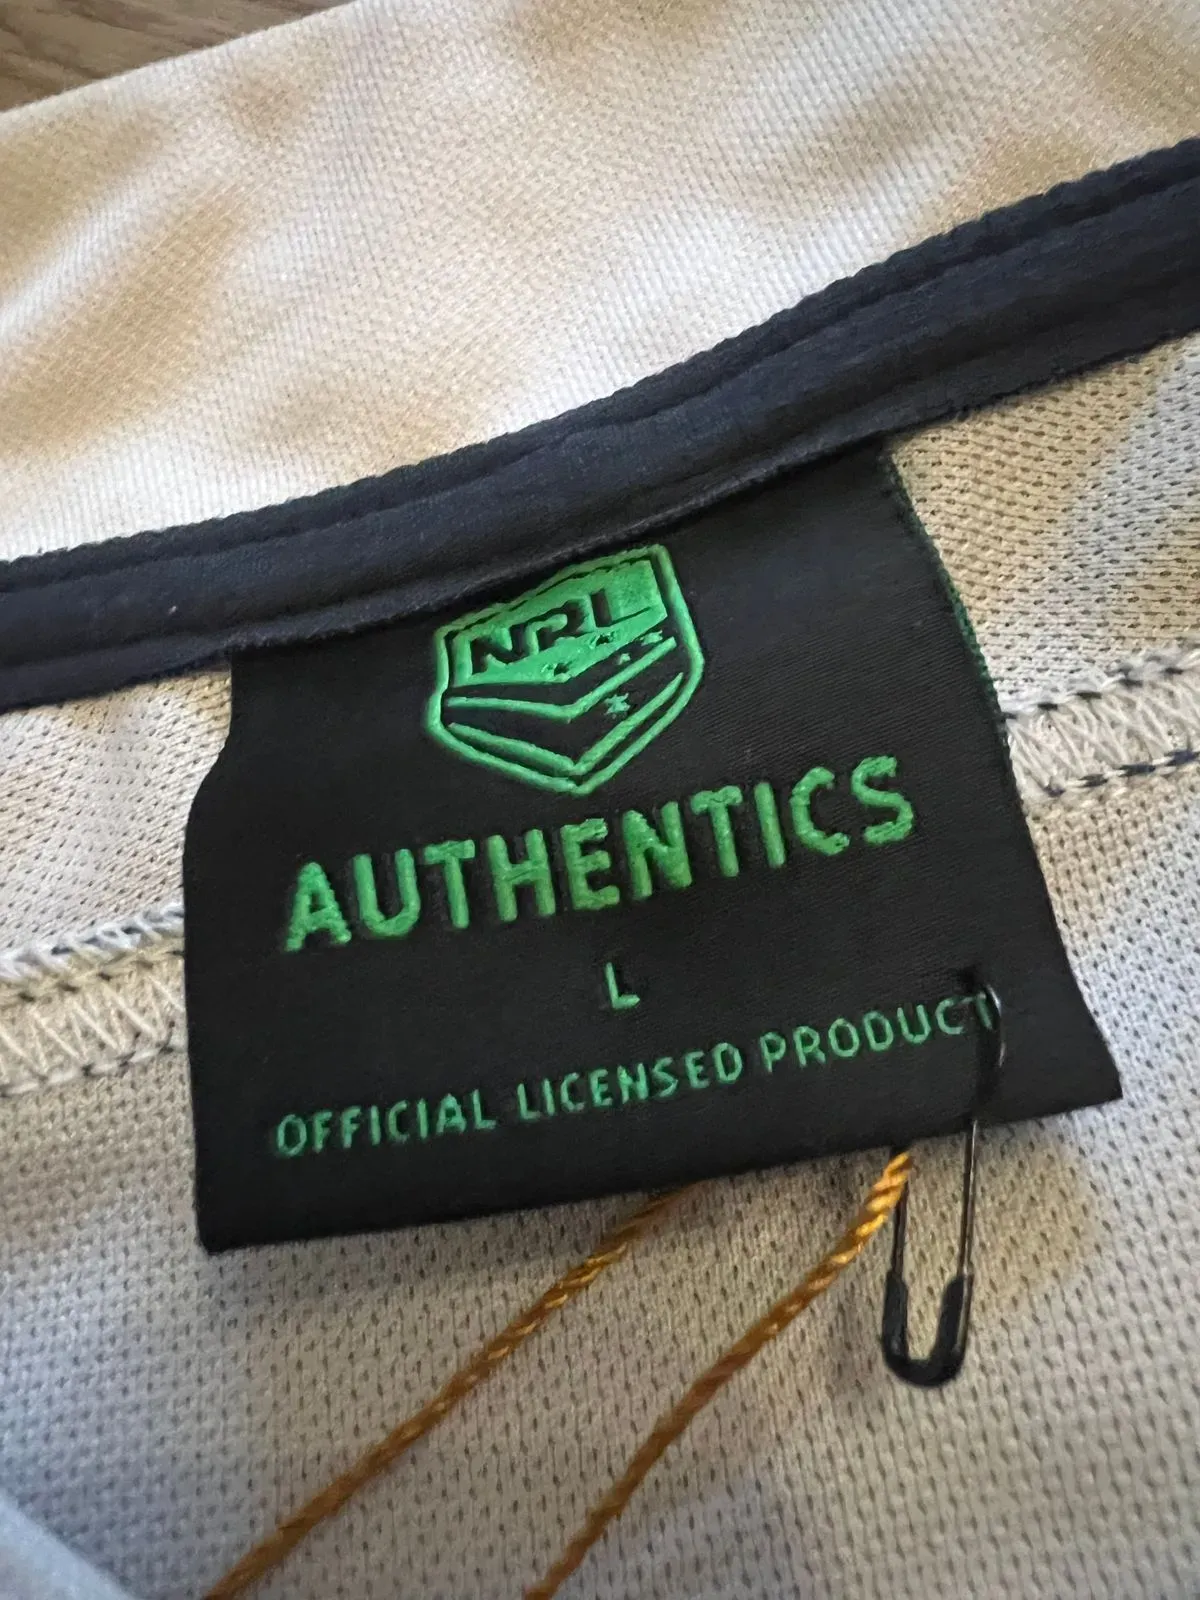 NRL
AUTHENTICS
L
OFFICIAL LICENSED PRODUCT